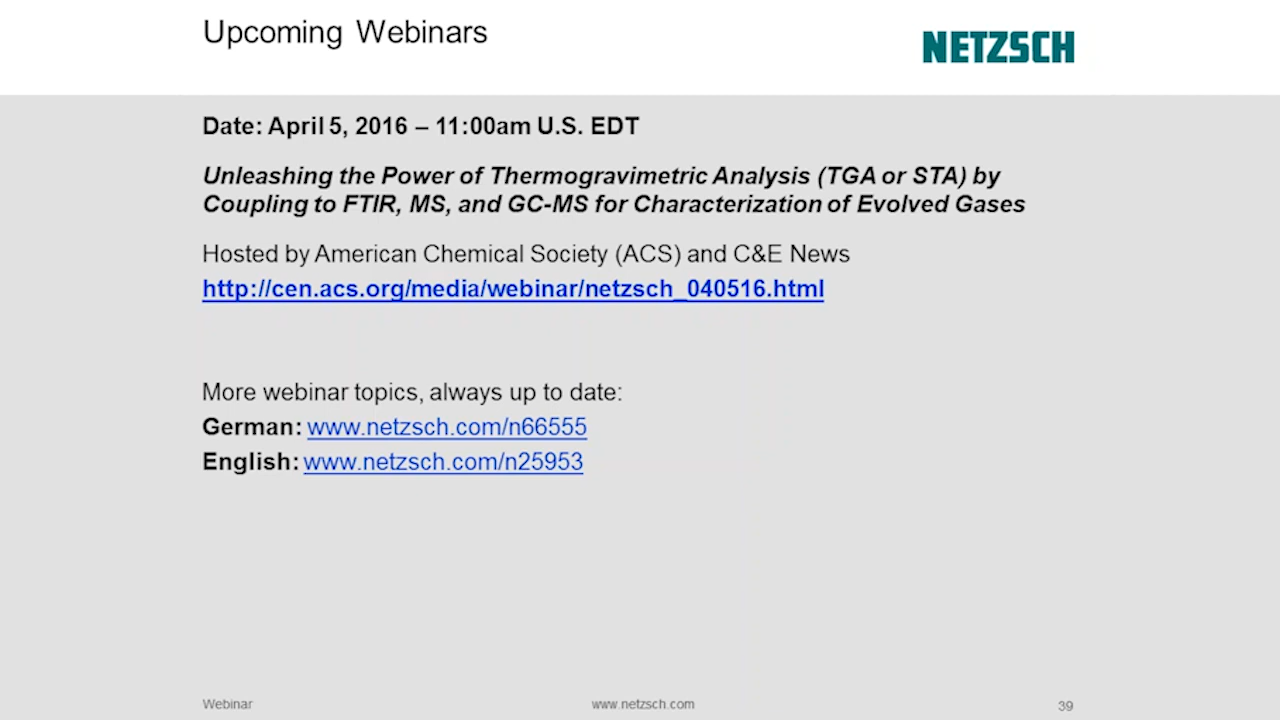 Upcoming Webinars
NETZSCH
Date: April 5, 2016 – 11:00am U.S. EDT
Unleashing the Power of Thermogravimetric Analysis (TGA or STA) by
Coupling to FTIR, MS, and GC-MS for Characterization of Evolved Gases
Hosted by American Chemical Society (ACS) and C&E News
http://cen.acs.org/media/webinar/netzsch_040516.html
More webinar topics, always up to date:
German: www.netzsch.com/n66555
English: www.netzsch.com/n25953
Webinar
www.netzsch.com
39